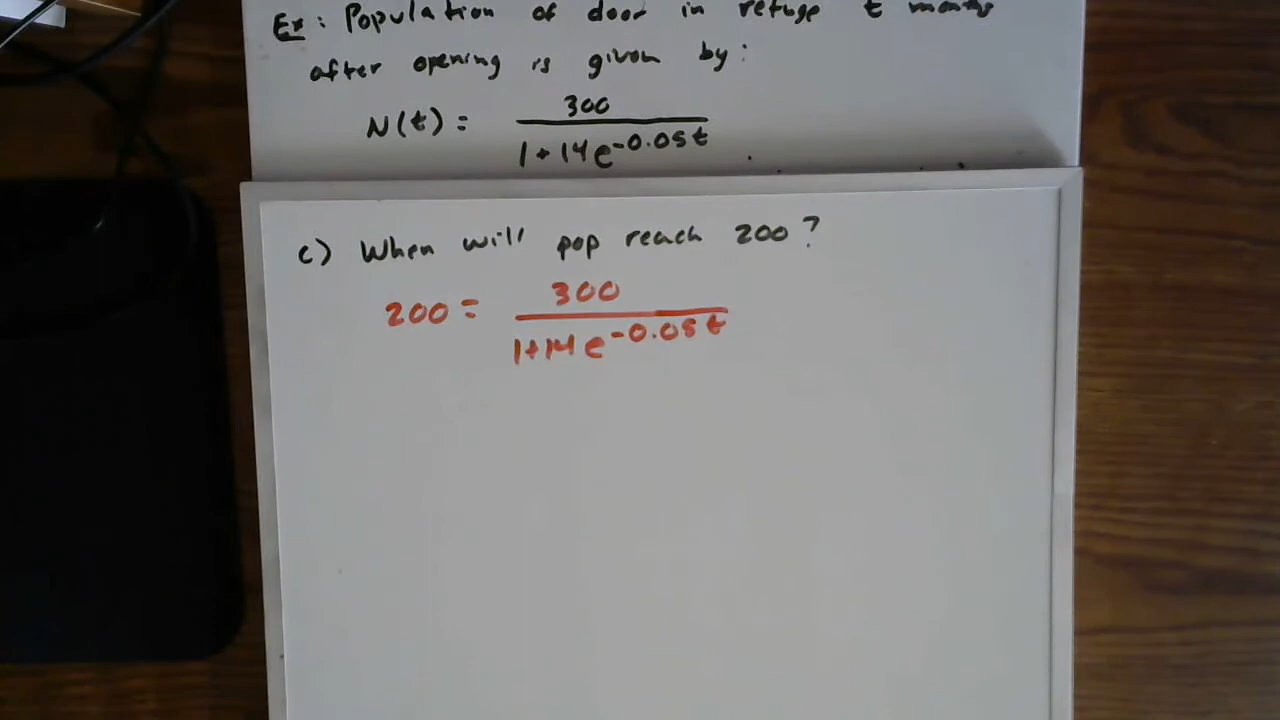 Ex: Population of deer in refuge t months
after opening is given by:
N(t) = 300 / 1+14e^-0.05t
c) When will pop reach 200?
200 = 300 / 1+14e^-0.05t